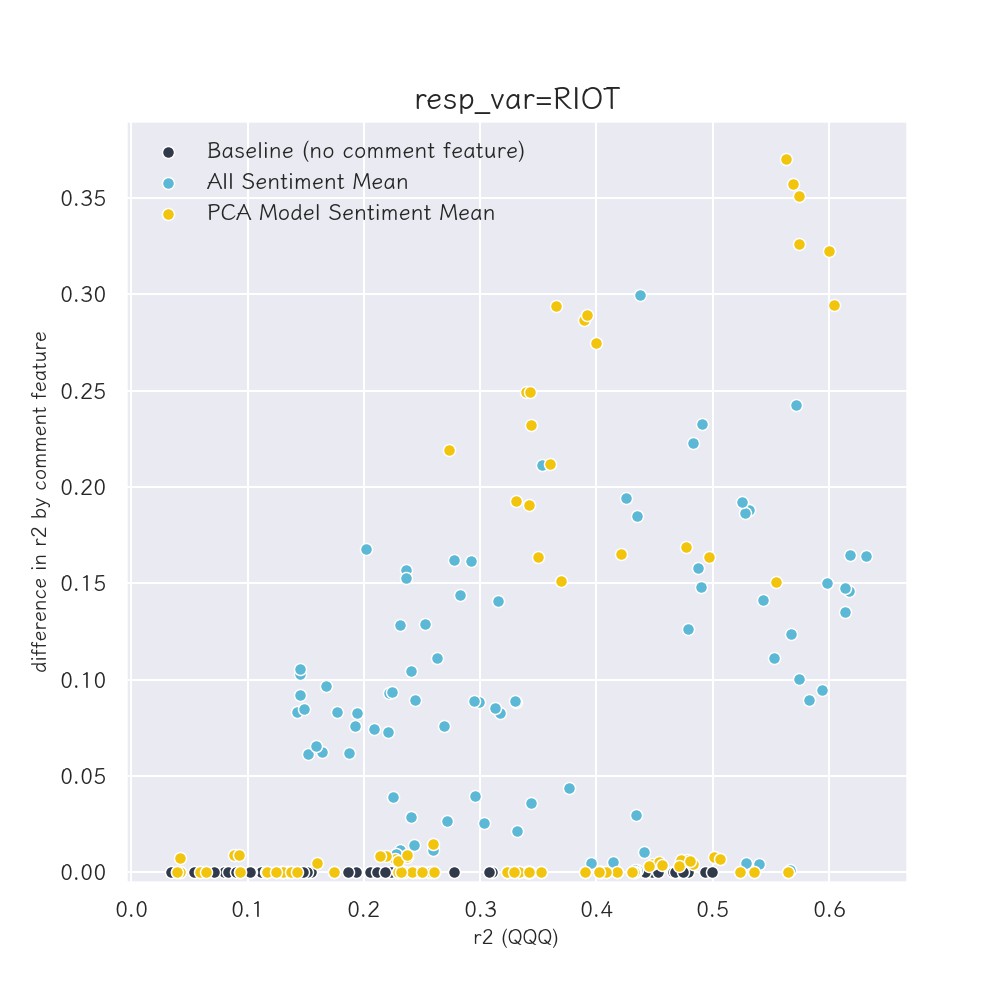 resp_var=RIOT
Baseline (no comment feature)
All Sentiment Mean
PCA Model Sentiment Mean
difference in r2 by comment feature
0.35
0.30
0.25
0.20
0.15
0.10
0.05
0.00
0.0 0.1 0.2 0.3 0.4 0.5 0.6
r2 (QQQ)